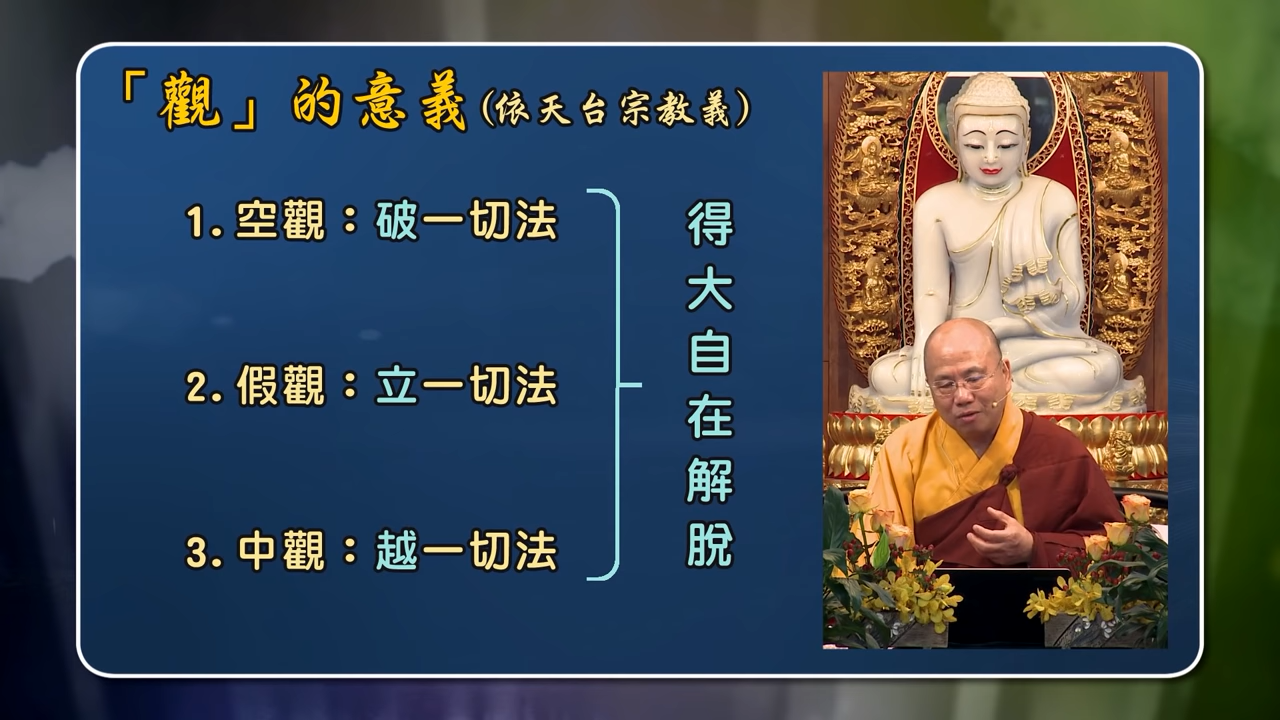 「觀」的意義(依天台宗教義)
1.空觀：破一切法
2.假觀：立一切法
3.中觀：越一切法
得大自在解脫